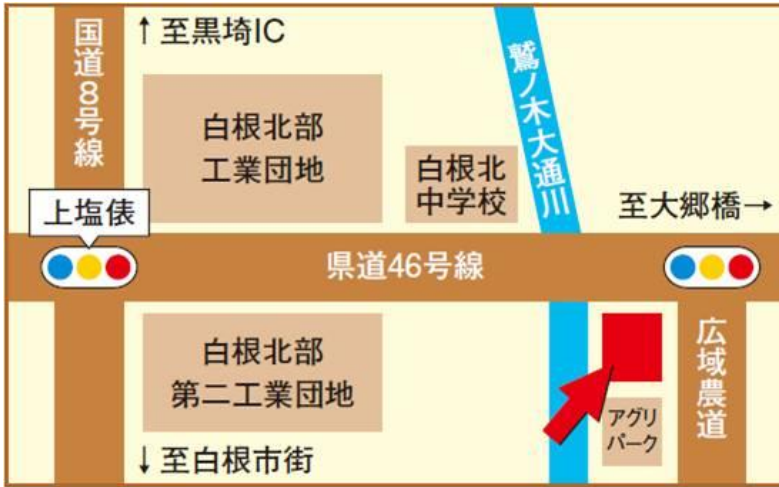 国道8号線
↑至黒埼IC
白根北部
工業団地
白根北
中学校
鷲ノ木大通川
上塩俵
至大郷橋→
県道46号線
白根北部
第二工業団地
アグリ
パーク
広域農道
↓至白根市街